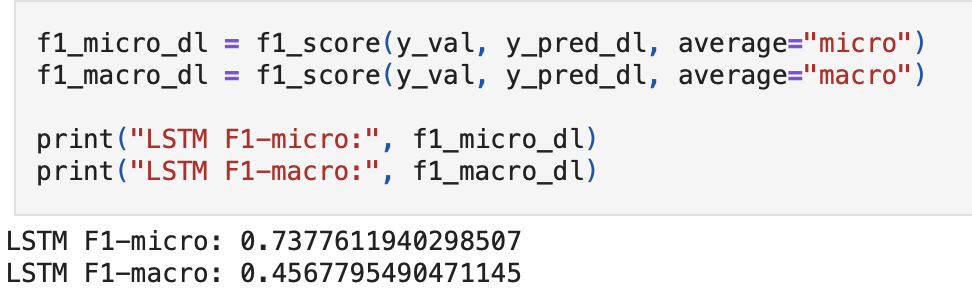 f1_micro_dl = f1_score(y_val, y_pred_dl, average="micro")
f1_macro_dl = f1_score(y_val, y_pred_dl, average="macro")
print("LSTM F1-micro:", f1_micro_dl)
print("LSTM F1-macro:", f1_macro_dl)
LSTM F1-micro: 0.7377611940298507
LSTM F1-macro: 0.4567795490471145